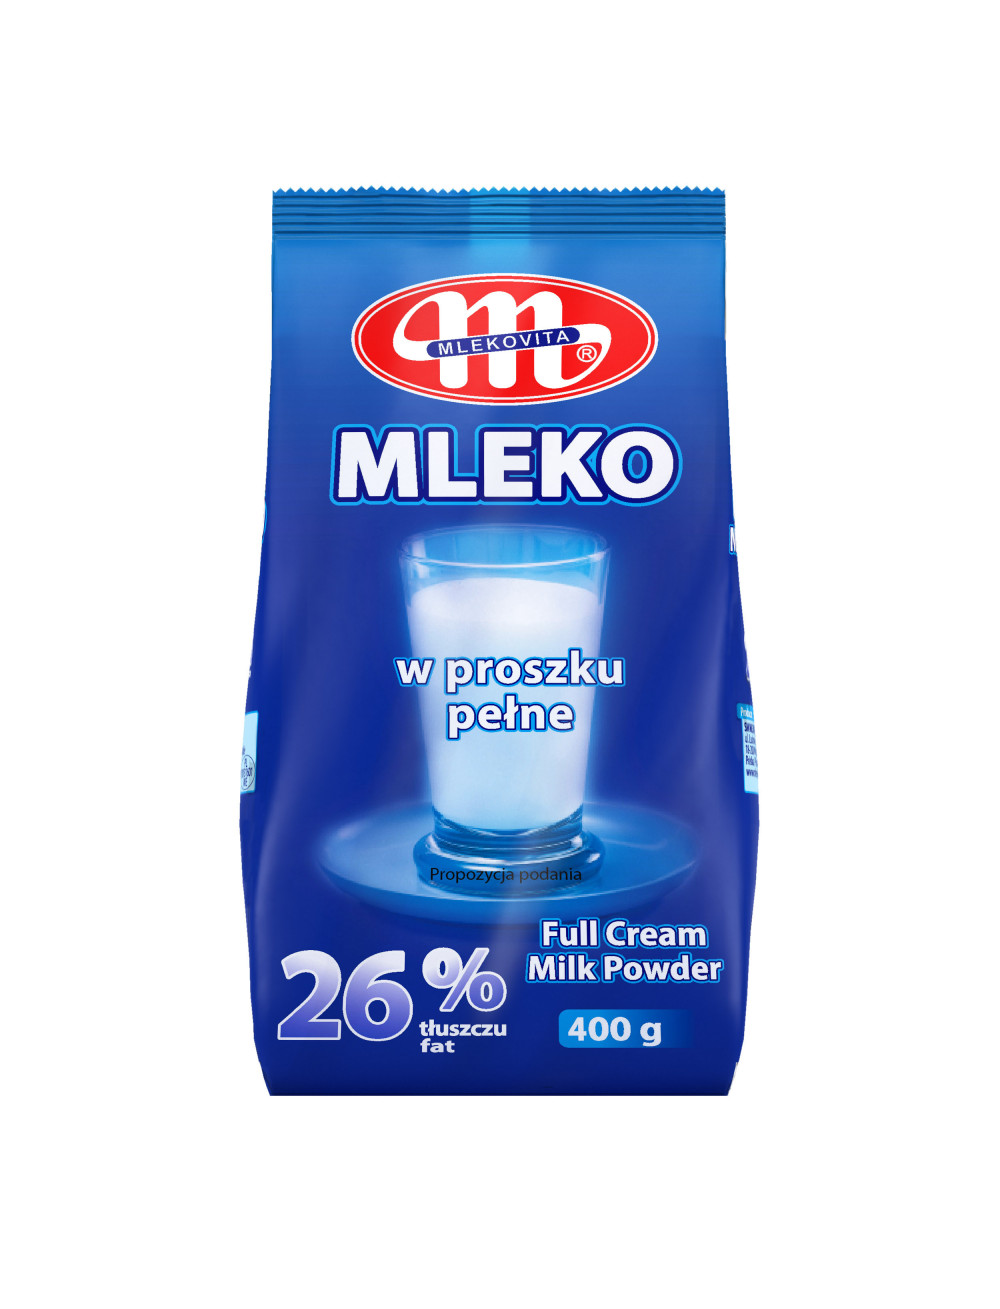 MLEKOVITA ®
MLEKO
w proszku
pełne
Propozycja podania
Full Cream
Milk Powder
26%
tłuszczu
fat
400 g